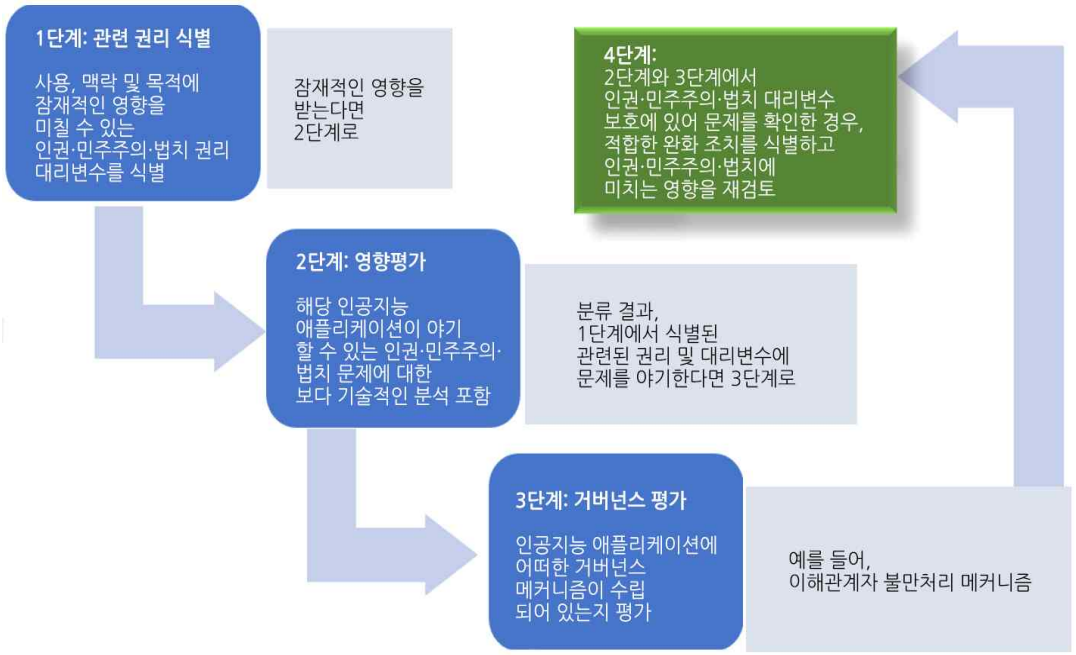 1단계: 관련 권리 식별
사용, 맥락 및 목적에
잠재적인 영향을
미칠 수 있는
인권·민주주의·법치 권리
대리변수를 식별
잠재적인 영향을
받는다면
2단계로
2단계: 영향평가
해당 인공지능
애플리케이션이 야기
할 수 있는 인권·민주주의·
법치 문제에 대한
보다 기술적인 분석 포함
분류 결과,
1단계에서 식별된
관련된 권리 및 대리변수에
문제를 야기한다면 3단계로
3단계: 거버넌스 평가
인공지능 애플리케이션에
어떠한 거버넌스
메커니즘이 수립
되어 있는지 평가
예를 들어,
이해관계자 불만처리 메커니즘
4단계:
2단계와 3단계에서
인권·민주주의·법치 대리변수
보호에 있어 문제를 확인한 경우,
적합한 완화 조치를 식별하고
인권·민주주의·법치에
미치는 영향을 재검토